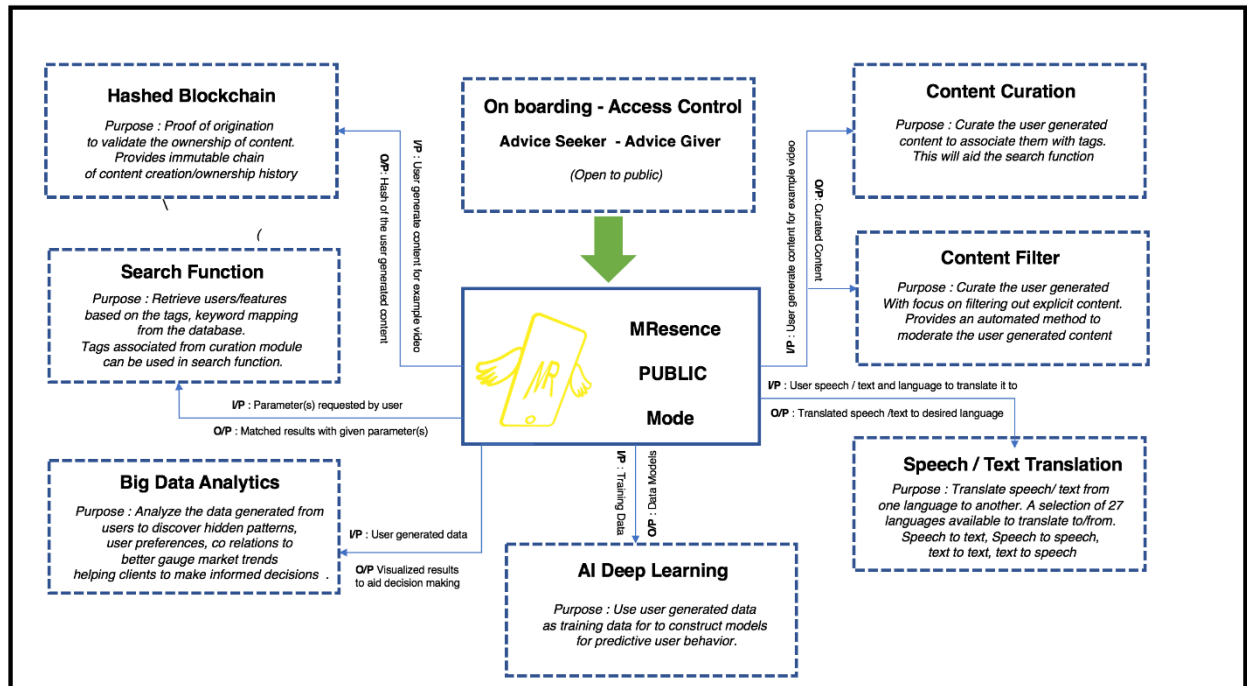 Hashed Blockchain
Purpose : Proof of origination
to validate the ownership of content.
Provides immutable chain
of content creation/ownership history
\
(
I/P : User generate content for example video
O/P: Hash of the user generated content
On boarding - Access Control
Advice Seeker - Advice Giver
(Open to public)
Content Curation
Purpose : Curate the user generated
content to associate them with tags.
This will aid the search function
I/P : User generate content for example video
O/P: Curated Content
Search Function
Purpose : Retrieve users/features
based on the tags, keyword mapping
from the database.
Tags associated from curation module
can be used in search function.
I/P : Parameter(s) requested by user
O/P : Matched results with given parameter(s)
MR
MResence
PUBLIC
Mode
Content Filter
Purpose : Curate the user generated
With focus on filtering out explicit content.
Provides an automated method to
moderate the user generated content
I/P : User speech / text and language to translate it to
O/P : Translated speech /text to desired language
Big Data Analytics
Purpose : Analyze the data generated from
users to discover hidden patterns,
user preferences, co relations to
better gauge market trends
helping clients to make informed decisions .
I/P : User generated data
O/P Visualized results
to aid decision making
I/P : Training Data
O/P : Data Models
AI Deep Learning
Purpose : Use user generated data
as training data for to construct models
for predictive user behavior.
Speech / Text Translation
Purpose : Translate speech/ text from
one language to another. A selection of 27
languages available to translate to/from.
Speech to text, Speech to speech,
text to text, text to speech